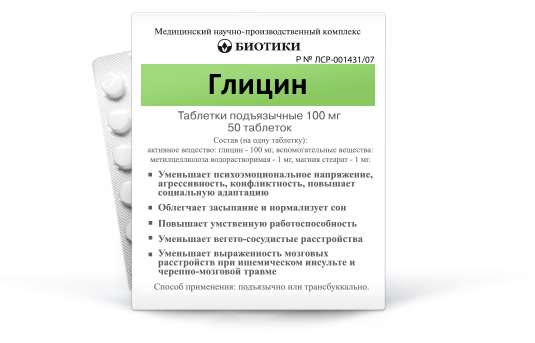 Медицинский научно-производственный комплекс
БИОТИКИ
Р № ЛСР-001431/07
Глицин
Таблетки подъязычные 100 мг
50 таблеток
Состав (на одну таблетку):
активное вещество: глицин - 100 мг, вспомогательные вещества:
метилцеллюлоза водорастворимая - 1 мг, магния стеарат - 1 мг.
Уменьшает психоэмоциональное напряжение,
агрессивность, конфликтность, повышает
социальную адаптацию
Облегчает засыпание и нормализует сон
Повышает умственную работоспособность
Уменьшает вегето-сосудистые расстройства
Уменьшает выраженность мозговых
расстройств при ишемическом инсульте и
черепно-мозговой травме
Способ применения: подъязычно или трансбуккально.